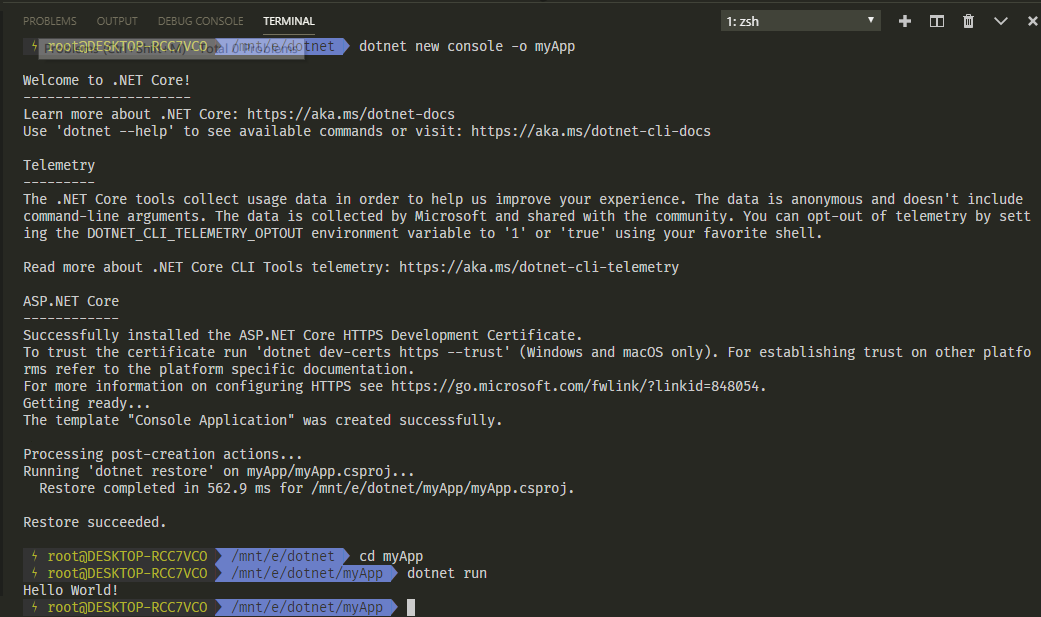 PROBLEMS OUTPUT DEBUG CONSOLE TERMINAL 1: zsh
root@DESKTOP-RCC7VCO /mnt/e/dotnet dotnet new console -o myApp
Problems (Ctrl+Shift+M) - Total 0 Problems
Welcome to .NET Core!
---------------------
Learn more about .NET Core: https://aka.ms/dotnet-docs
Use 'dotnet --help' to see available commands or visit: https://aka.ms/dotnet-cli-docs
Telemetry
---------
The .NET Core tools collect usage data in order to help us improve your experience. The data is anonymous and doesn't include
command-line arguments. The data is collected by Microsoft and shared with the community. You can opt-out of telemetry by sett
ing the DOTNET_CLI_TELEMETRY_OPTOUT environment variable to '1' or 'true' using your favorite shell.
Read more about .NET Core CLI Tools telemetry: https://aka.ms/dotnet-cli-telemetry
ASP.NET Core
------------
Successfully installed the ASP.NET Core HTTPS Development Certificate.
To trust the certificate run 'dotnet dev-certs https --trust' (Windows and macOS only). For establishing trust on other platfo
rms refer to the platform specific documentation.
For more information on configuring HTTPS see https://go.microsoft.com/fwlink/?linkid=848054.
Getting ready...
The template "Console Application" was created successfully.
Processing post-creation actions...
Running 'dotnet restore' on myApp/myApp.csproj...
Restore completed in 562.9 ms for /mnt/e/dotnet/myApp/myApp.csproj.
Restore succeeded.
root@DESKTOP-RCC7VCO /mnt/e/dotnet cd myApp
root@DESKTOP-RCC7VCO /mnt/e/dotnet/myApp dotnet run
Hello World!
root@DESKTOP-RCC7VCO /mnt/e/dotnet/myApp